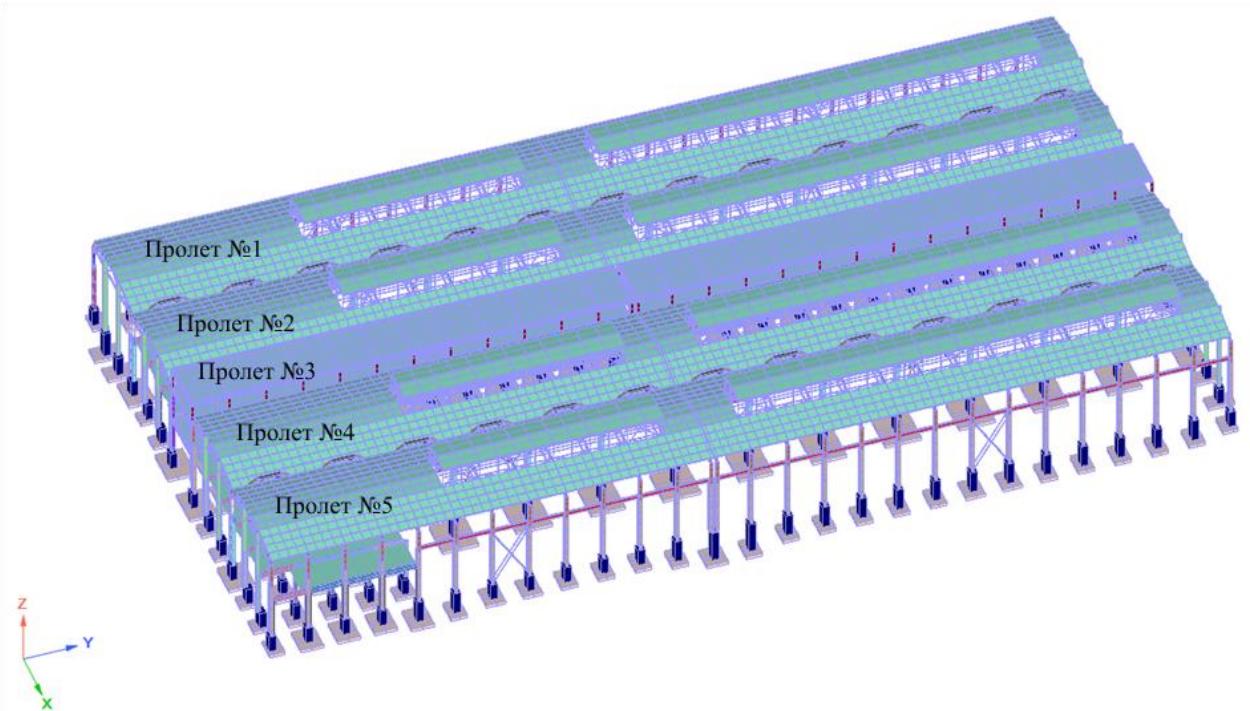 Пролет №1
Пролет №2
Пролет №3
Пролет №4
Пролет №5
Z
Y
X